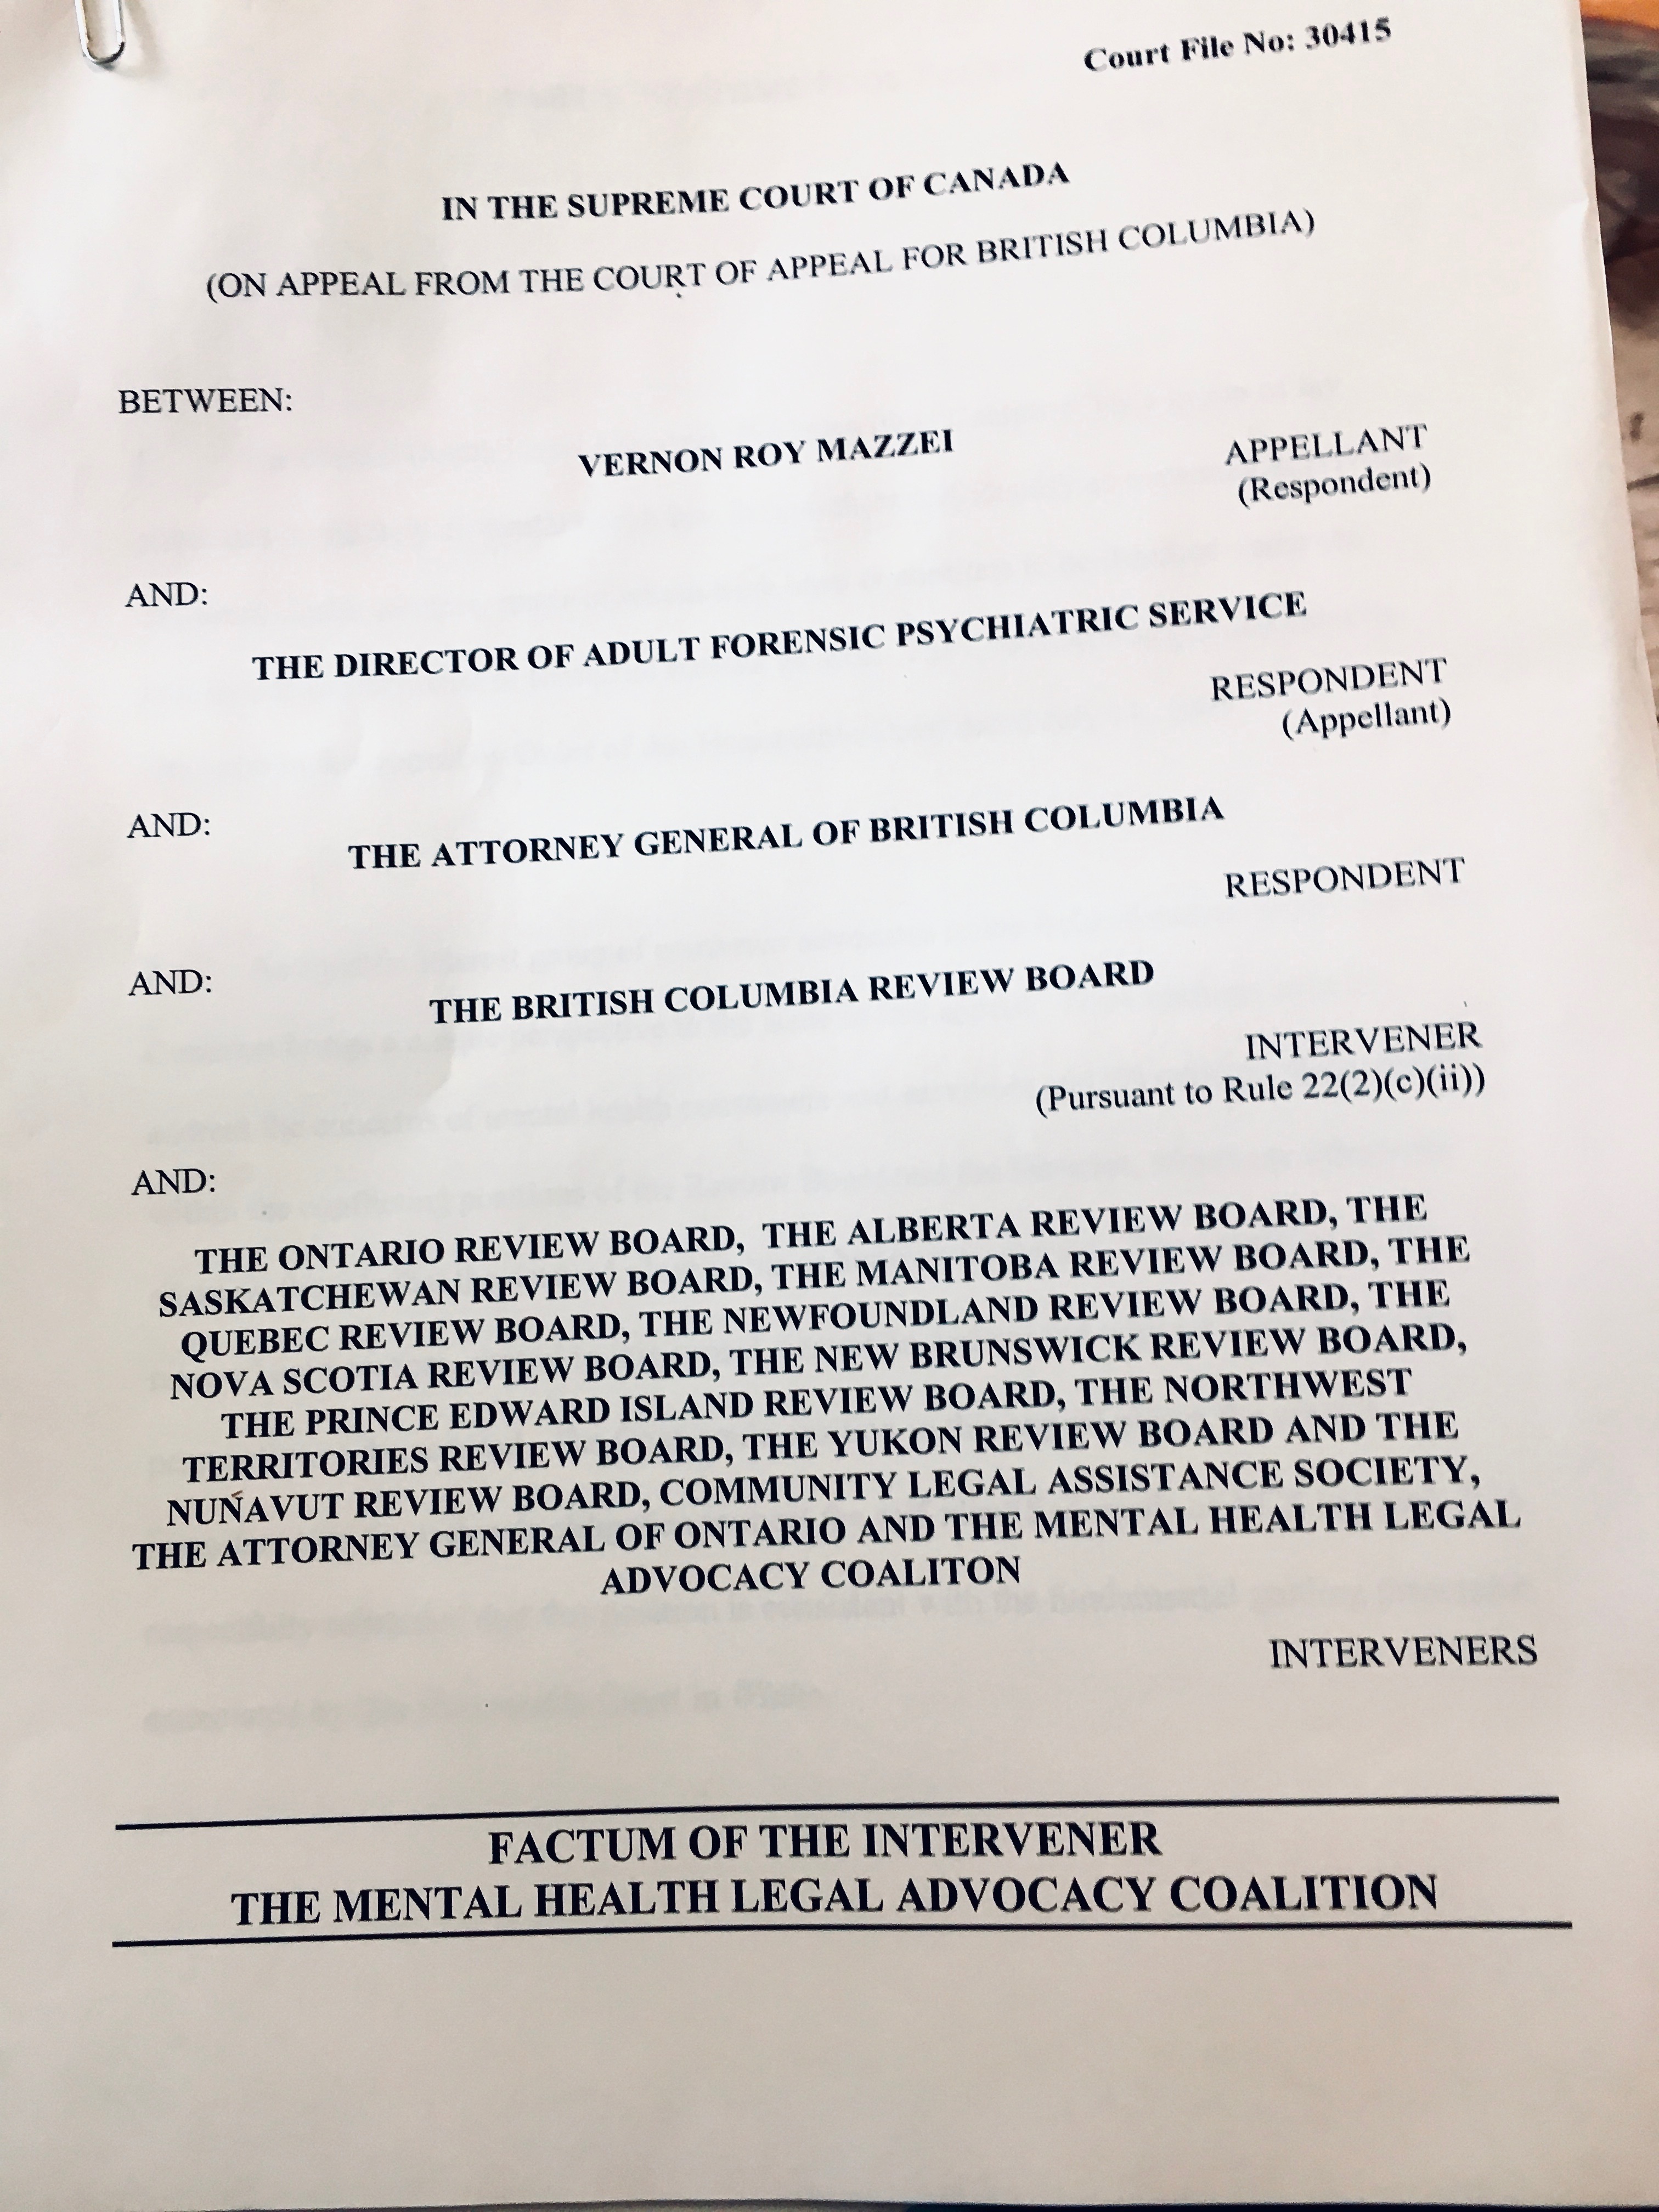 Court File No: 30415
IN THE SUPREME COURT OF CANADA
(ON APPEAL FROM THE COURT OF APPEAL FOR BRITISH COLUMBIA)
BETWEEN:
VERNON ROY MAZZEI
APPELLANT
(Respondent)
AND:
THE DIRECTOR OF ADULT FORENSIC PSYCHIATRIC SERVICE
RESPONDENT
(Appellant)
AND:
THE ATTORNEY GENERAL OF BRITISH COLUMBIA
RESPONDENT
AND:
THE BRITISH COLUMBIA REVIEW BOARD
INTERVENER
(Pursuant to Rule 22(2)(c)(ii))
AND:
THE ONTARIO REVIEW BOARD, THE ALBERTA REVIEW BOARD, THE
SASKATCHEWAN REVIEW BOARD, THE MANITOBA REVIEW BOARD, THE
QUEBEC REVIEW BOARD, THE NEWFOUNDLAND REVIEW BOARD, THE
NOVA SCOTIA REVIEW BOARD, THE NEW BRUNSWICK REVIEW BOARD,
THE PRINCE EDWARD ISLAND REVIEW BOARD, THE NORTHWEST
TERRITORIES REVIEW BOARD, THE YUKON REVIEW BOARD AND THE
NUNAVUT REVIEW BOARD, COMMUNITY LEGAL ASSISTANCE SOCIETY,
THE ATTORNEY GENERAL OF ONTARIO AND THE MENTAL HEALTH LEGAL
ADVOCACY COALITON
INTERVENERS
FACTUM OF THE INTERVENER
THE MENTAL HEALTH LEGAL ADVOCACY COALITION